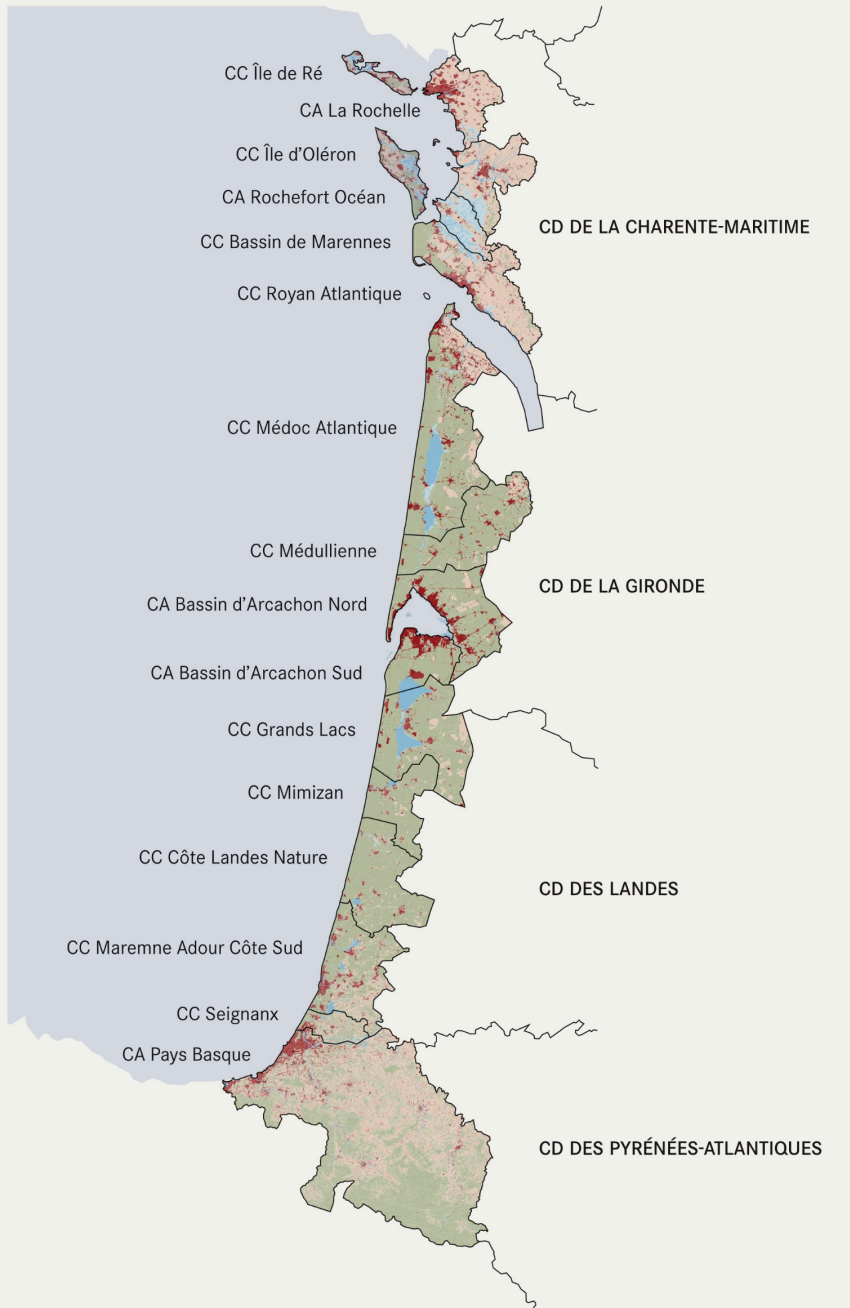 CC Île de Ré
CA La Rochelle
CC Île d'Oléron
CA Rochefort Océan
CD DE LA CHARENTE-MARITIME
CC Bassin de Marennes
CC Royan Atlantique
CC Médoc Atlantique
CC Médullienne
CD DE LA GIRONDE
CA Bassin d'Arcachon Nord
CA Bassin d'Arcachon Sud
CC Grands Lacs
CC Mimizan
CC Côte Landes Nature
CD DES LANDES
CC Maremne Adour Côte Sud
CC Seignanx
CA Pays Basque
CD DES PYRÉNÉES-ATLANTIQUES